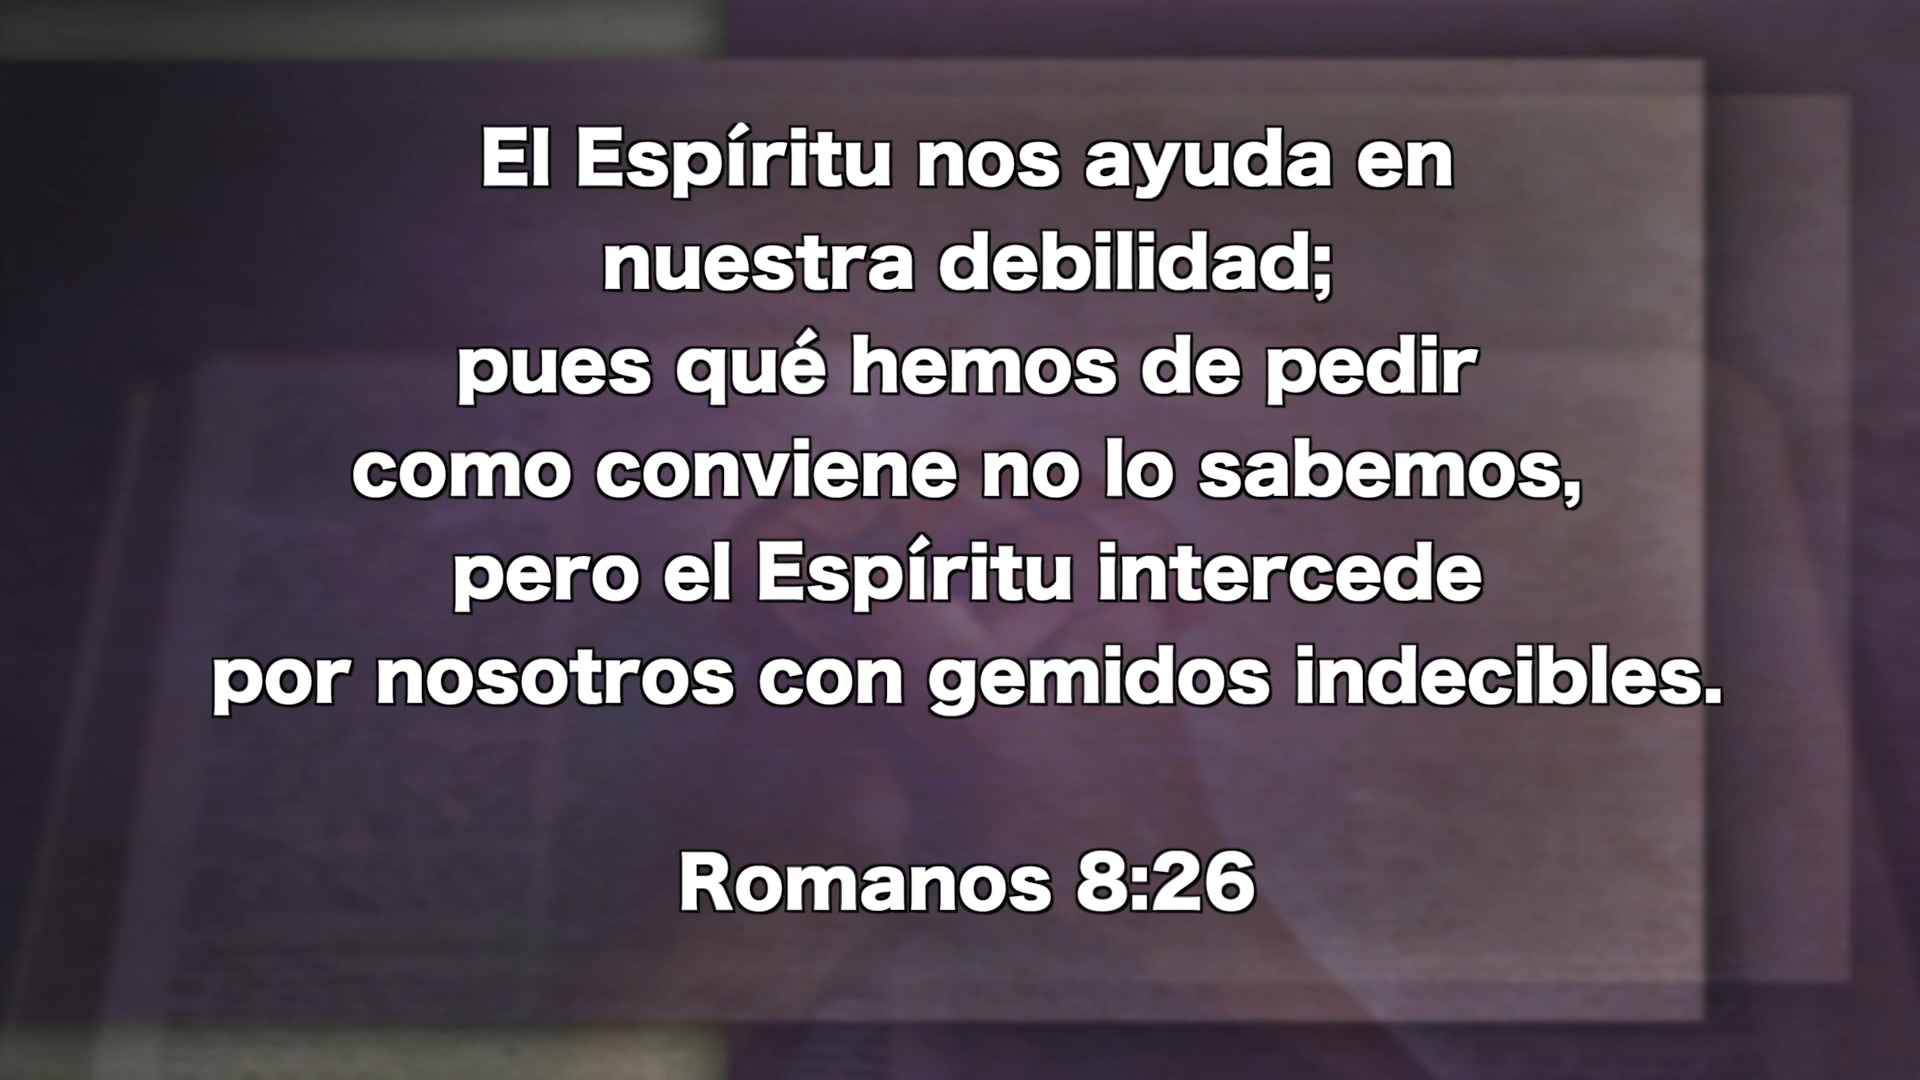 El Espíritu nos ayuda en
nuestra debilidad;
pues qué hemos de pedir
como conviene no lo sabemos,
pero el Espíritu intercede
por nosotros con gemidos indecibles.
Romanos 8:26